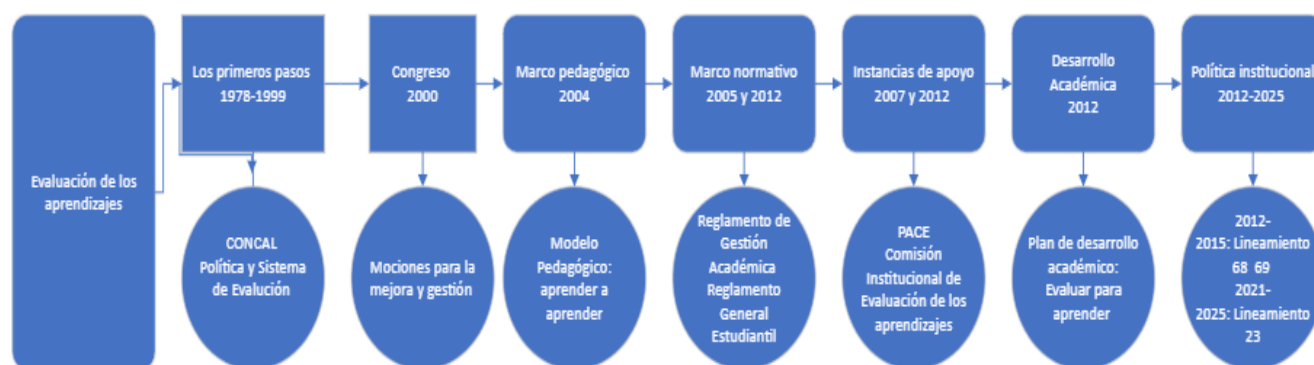 Evaluación de los
aprendizajes
Los primeros pasos
1978-1999
CONCAL
Política y Sistema
de Evalución
Congreso
2000
Mociones para la
mejora y gestión
Marco pedagógico
2004
Modelo
Pedagógico:
aprender a
aprender
Marco normativo
2005 y 2012
Reglamento de
Gestión
Académica
Reglamento
General
Estudiantil
Instancias de apoyo
2007 y 2012
PACE
Comisión
Institucional de
Evaluación de los
aprendizajes
Desarrollo
Académica
2012
Plan de desarrollo
académico:
Evaluar para
aprender
Política institucional
2012-2025
2012-
2015: Lineamiento
68 69
2021-
2025: Lineamiento
23